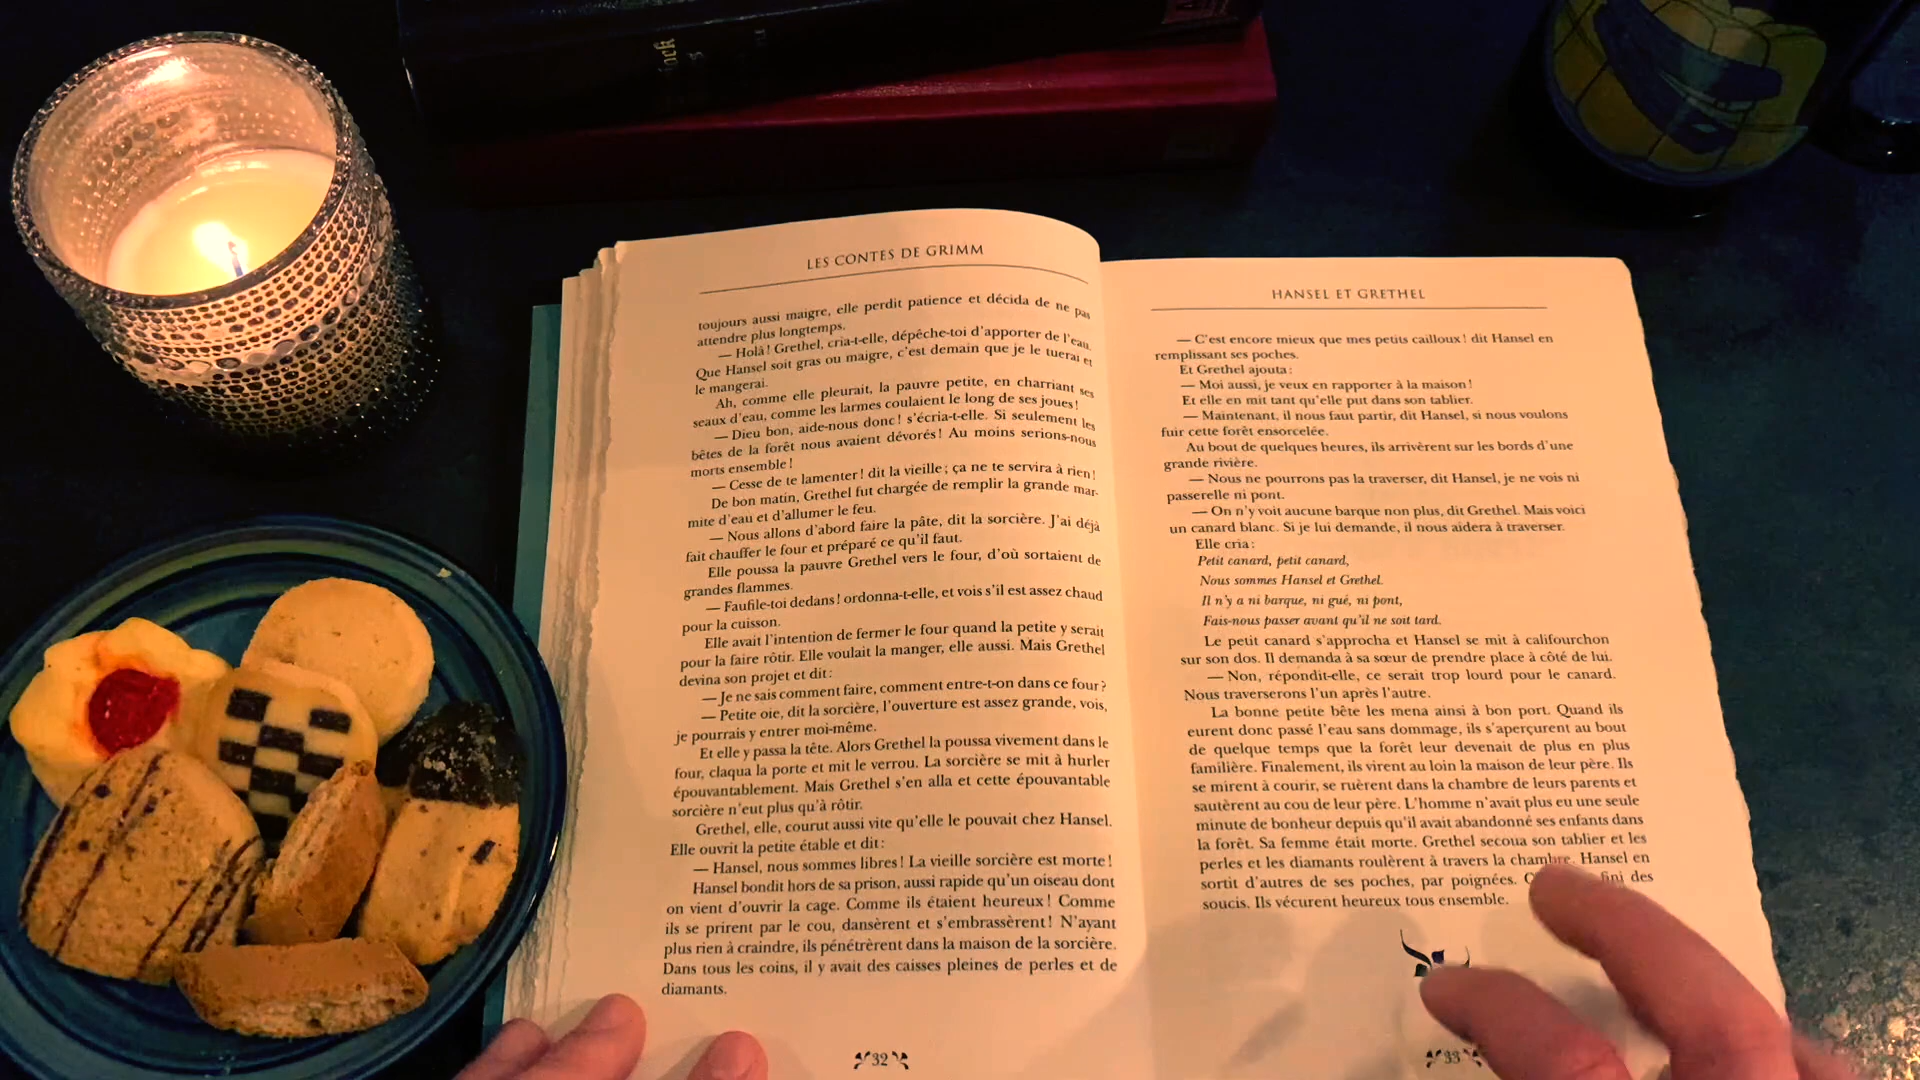 ack
LES CONTES DE GRIMM
toujours aussi maigre, elle perdit patience et décida de ne pas
attendre plus longtemps.
— Holà ! Grethel, cria-t-elle, dépêche-toi d'apporter de l'eau.
Que Hansel soit gras ou maigre, c'est demain que je le tuerai et
le mangerai.
Ah, comme elle pleurait, la pauvre petite, en charriant ses
seaux d'eau, comme les larmes coulaient le long de ses joues !
— Dieu bon, aide-nous donc ! s'écria-t-elle. Si seulement les
bêtes de la forêt nous avaient dévorés ! Au moins serions-nous
morts ensemble !
— Cesse de te lamenter ! dit la vieille ; ça ne te servira à rien !
De bon matin, Grethel fut chargée de remplir la grande mar-
mite d'eau et d'allumer le feu.
— Nous allons d'abord faire la pâte, dit la sorcière. J'ai déjà
fait chauffer le four et préparé ce qu'il faut.
Elle poussa la pauvre Grethel vers le four, d'où sortaient de
grandes flammes.
— Faufile-toi dedans ! ordonna-t-elle, et vois s'il est assez chaud
pour la cuisson.
Elle avait l'intention de fermer le four quand la petite y serait
pour la faire rôtir. Elle voulait la manger, elle aussi. Mais Grethel
devina son projet et dit :
— Je ne sais comment faire, comment entre-t-on dans ce four ?
— Petite oie, dit la sorcière, l'ouverture est assez grande, vois,
je pourrais y entrer moi-même.
Et elle y passa la tête. Alors Grethel la poussa vivement dans le
four, claqua la porte et mit le verrou. La sorcière se mit à hurler
épouvantablement. Mais Grethel s'en alla et cette épouvantable
sorcière n'eut plus qu'à rôtir.
Grethel, elle, courut aussi vite qu'elle le pouvait chez Hansel.
Elle ouvrit la petite étable et dit :
— Hansel, nous sommes libres ! La vieille sorcière est morte !
Hansel bondit hors de sa prison, aussi rapide qu'un oiseau dont
on vient d'ouvrir la cage. Comme ils étaient heureux ! Comme
ils se prirent par le cou, dansèrent et s'embrassèrent ! N'ayant
plus rien à craindre, ils pénétrèrent dans la maison de la sorcière.
Dans tous les coins, il y avait des caisses pleines de perles et de
diamants.
32
HANSEL ET GRETHEL
— C'est encore mieux que mes petits cailloux ! dit Hansel en
remplissant ses poches.
Et Grethel ajouta :
— Moi aussi, je veux en rapporter à la maison !
Et elle en mit tant qu'elle put dans son tablier.
— Maintenant, il nous faut partir, dit Hansel, si nous voulons
fuir cette forêt ensorcelée.
Au bout de quelques heures, ils arrivèrent sur les bords d'une
grande rivière.
— Nous ne pourrons pas la traverser, dit Hansel, je ne vois ni
passerelle ni pont.
— On n'y voit aucune barque non plus, dit Grethel. Mais voici
un canard blanc. Si je lui demande, il nous aidera à traverser.
Elle cria :
Petit canard, petit canard,
Nous sommes Hansel et Grethel.
Il n'y a ni barque, ni gué, ni pont,
Fais-nous passer avant qu'il ne soit tard.
Le petit canard s'approcha et Hansel se mit à califourchon
sur son dos. Il demanda à sa sœur de prendre place à côté de lui.
— Non, répondit-elle, ce serait trop lourd pour le canard.
Nous traverserons l'un après l'autre.
La bonne petite bête les mena ainsi à bon port. Quand ils
eurent donc passé l'eau sans dommage, ils s'aperçurent au bout
de quelque temps que la forêt leur devenait de plus en plus
familière. Finalement, ils virent au loin la maison de leur père. Ils
se mirent à courir, se ruèrent dans la chambre de leurs parents et
sautèrent au cou de leur père. L'homme n'avait plus eu une seule
minute de bonheur depuis qu'il avait abandonné ses enfants dans
la forêt. Sa femme était morte. Grethel secoua son tablier et les
perles et les diamants roulèrent à travers la chambre. Hansel en
sortit d'autres de ses poches, par poignées. fini des
soucis. Ils vécurent heureux tous ensemble.
33